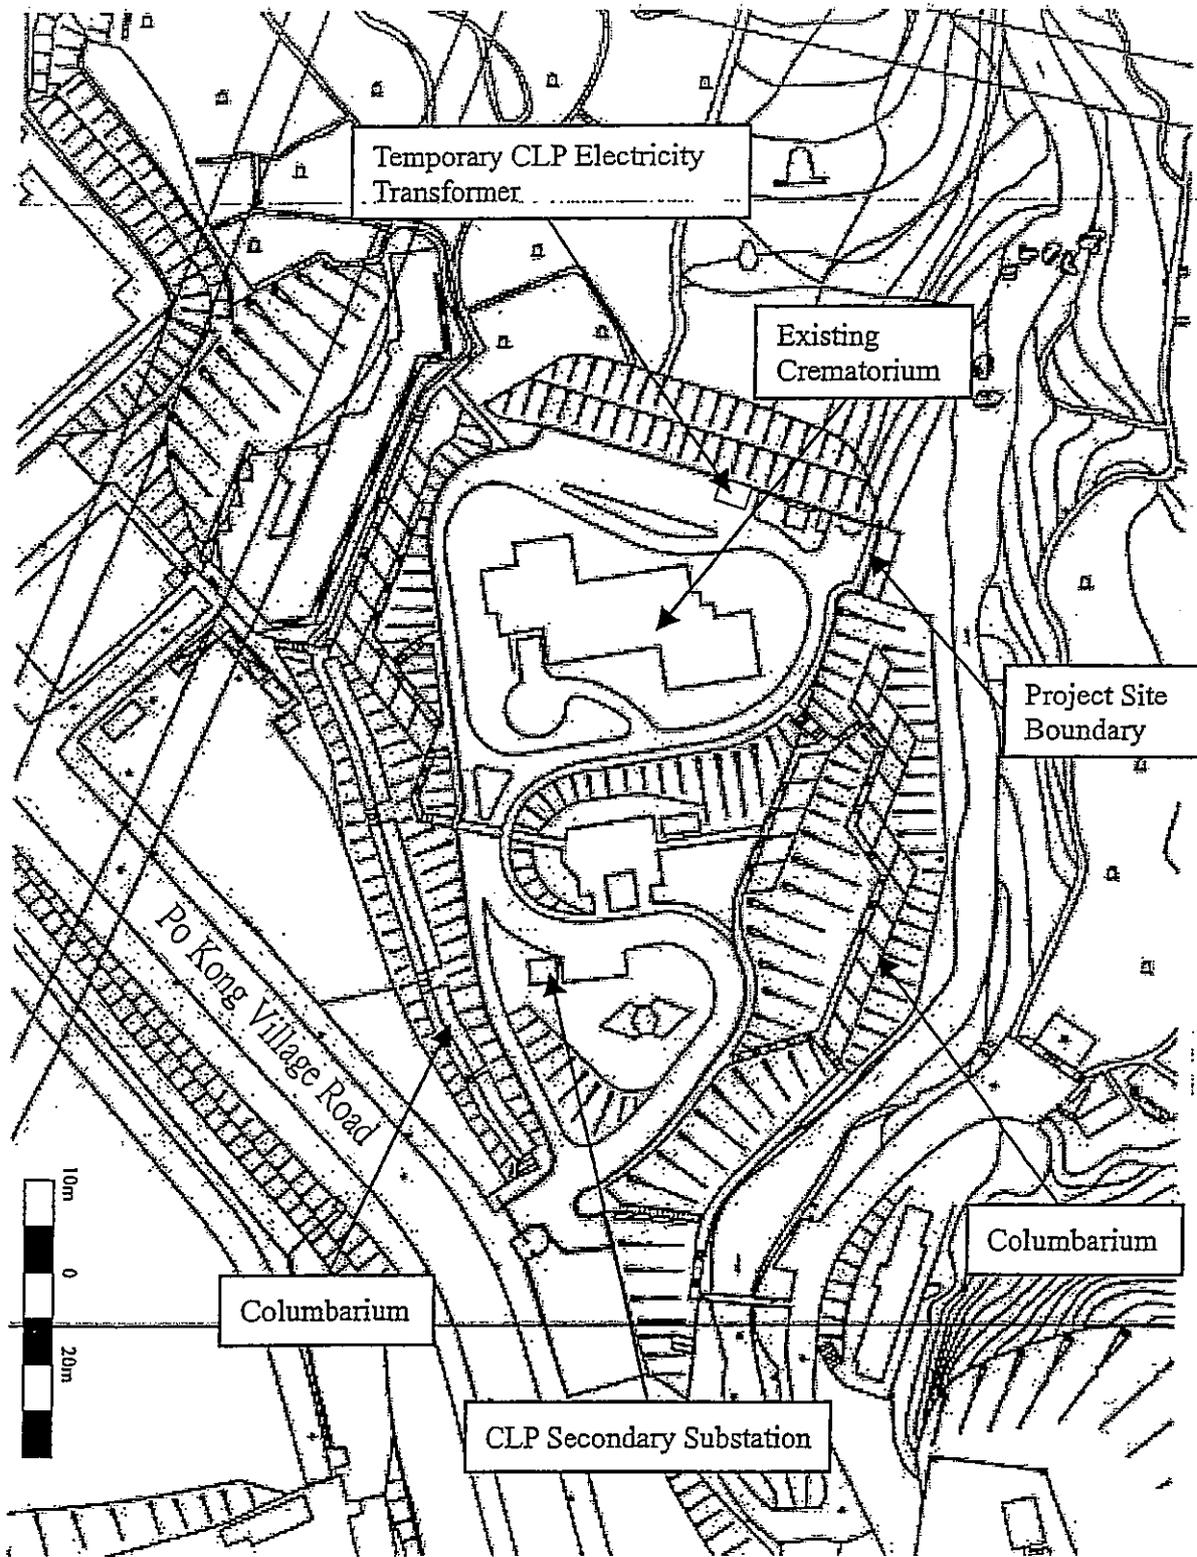 Temporary CLP Electricity
Transformer
Existing
Crematorium
Project Site
Boundary
Po Kong Village Road
10m
0
20m
Columbarium
Columbarium
CLP Secondary Substation